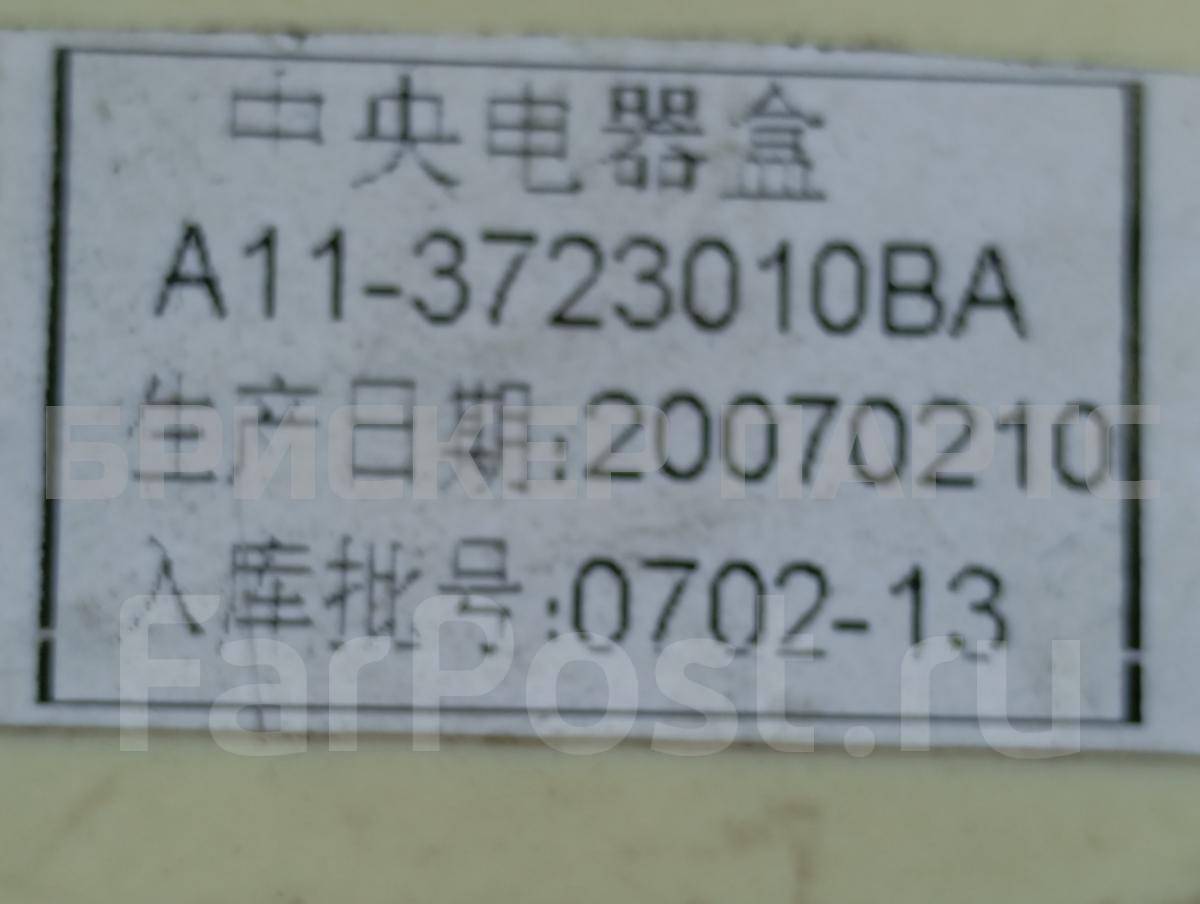 中央电器盒
A11-3723010BA
生产日期:20070210
БРИСКЕР ПАРТС
入库批号:0702-13
FarPost.ru